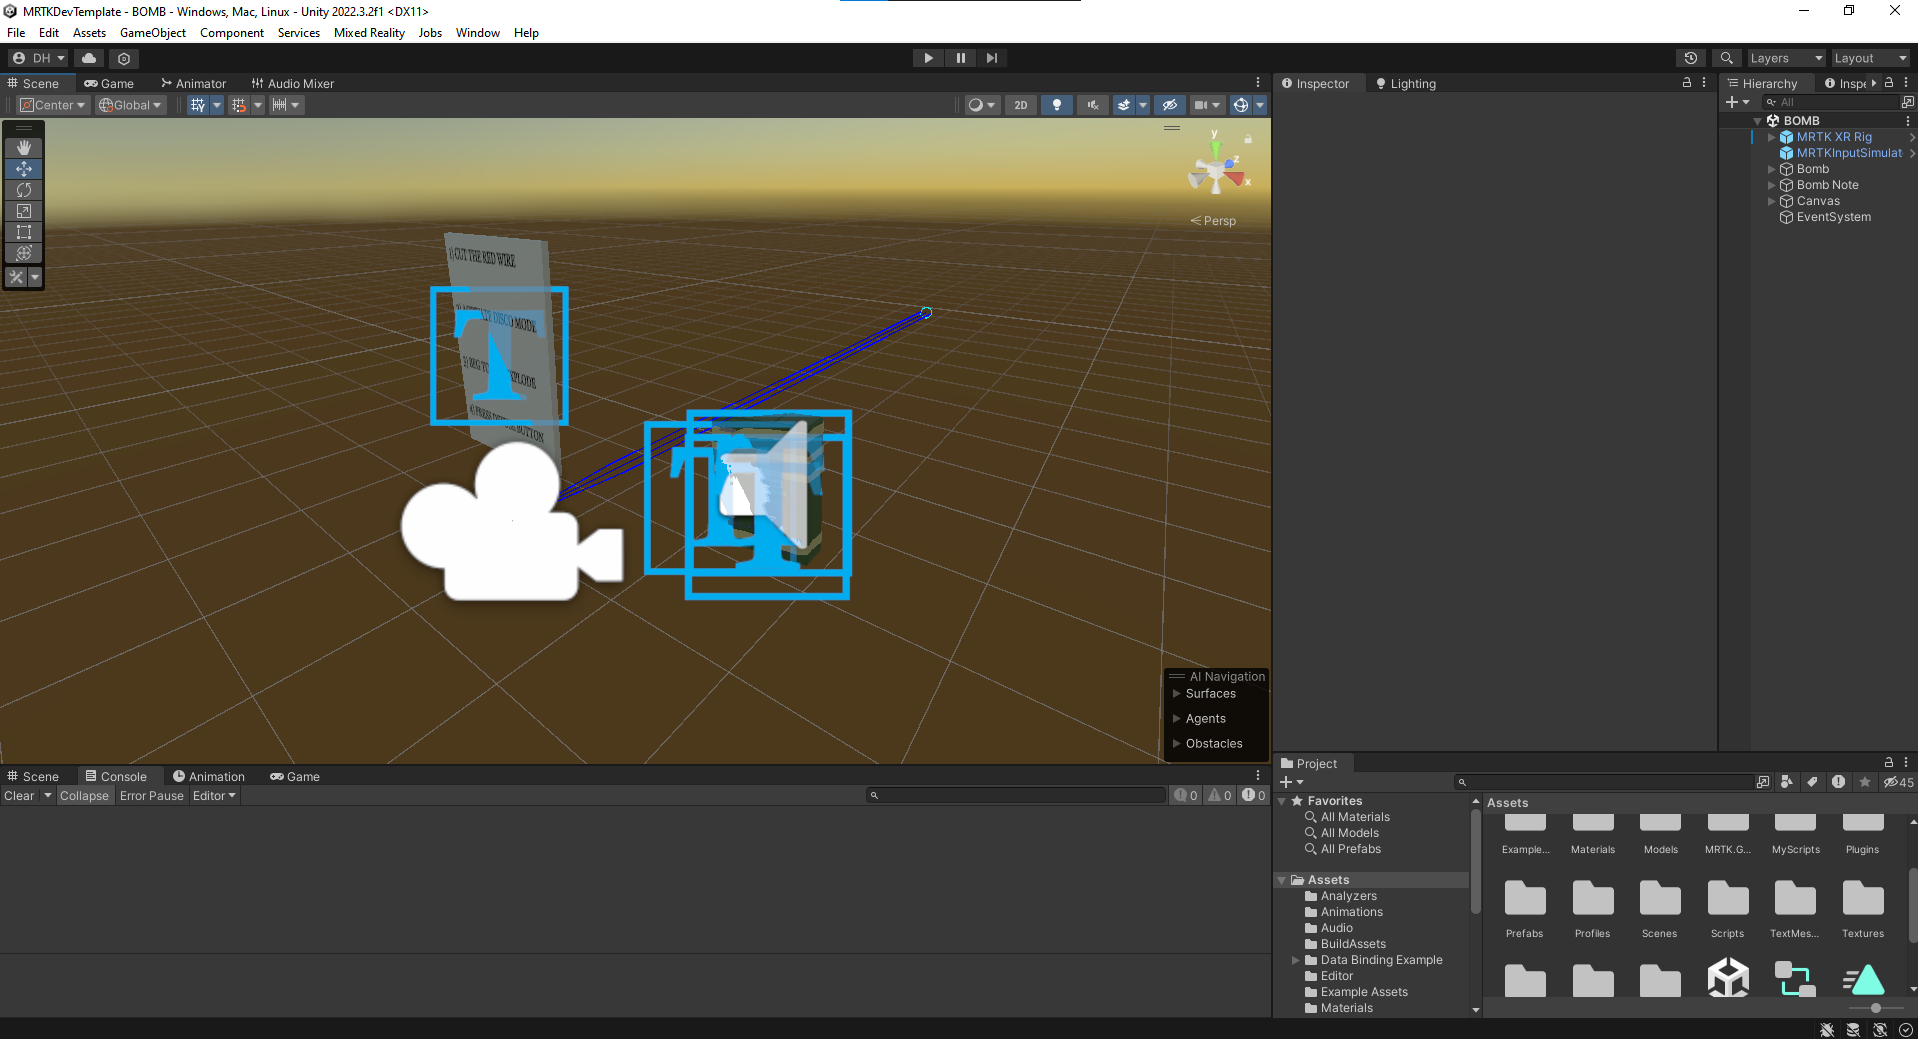 MRTKDevTemplate - BOMB - Windows, Mac, Linux - Unity 2022.3.2f1 <DX11>
File Edit Assets GameObject Component Services Mixed Reality Jobs Window Help
DH Layers Layout
Scene Game Animator Audio Mixer
Center Global 2D
y
z
x
Persp
1) CUT THE RED WIRE
DISCO MODE
BUTTON
AI Navigation
Surfaces
Agents
Obstacles
Inspector Lighting
Hierarchy Inspe
All
BOMB
MRTK XR Rig
MRTKInputSimulat
Bomb
Bomb Note
Canvas
EventSystem
Scene Console Animation Game
Clear Collapse Error Pause Editor 0 0 0
Project
45
Favorites
All Materials
All Models
All Prefabs
Assets
Analyzers
Animations
Audio
BuildAssets
Data Binding Example
Editor
Example Assets
Materials
Assets
Example... Materials Models MRTK.G... MyScripts Plugins
Prefabs Profiles Scenes Scripts TextMes... Textures